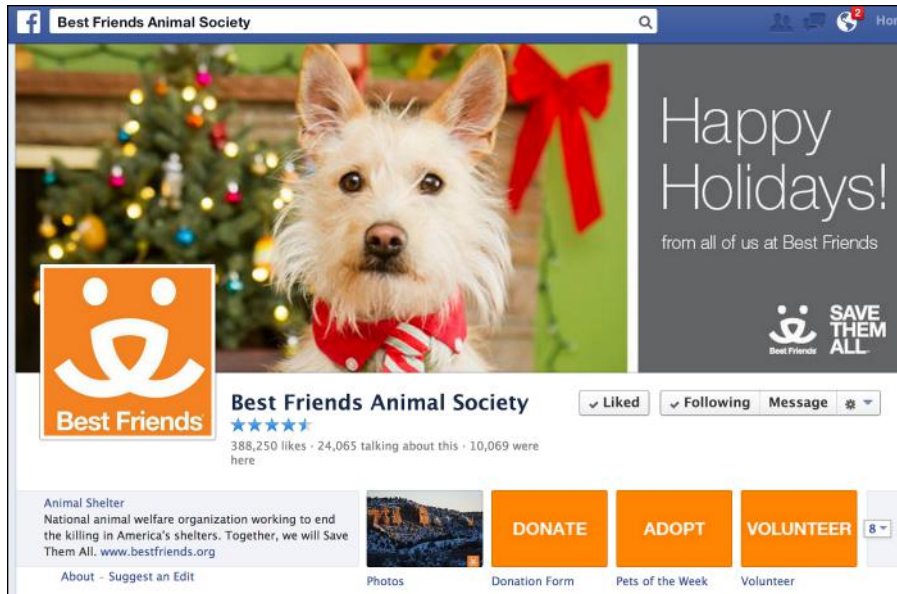 f
Best Friends Animal Society
2
Hor
Happy
Holidays!
from all of us at Best Friends
Best Friends
SAVE
THEM
ALL
Best Friends
Best Friends Animal Society
Liked
Following
Message
388,250 likes · 24,065 talking about this · 10,069 were
here
Animal Shelter
National animal welfare organization working to end
the killing in America's shelters. Together, we will Save
Them All. www.bestfriends.org
About – Suggest an Edit
DONATE
ADOPT
VOLUNTEER
8
Photos
Donation Form
Pets of the Week
Volunteer